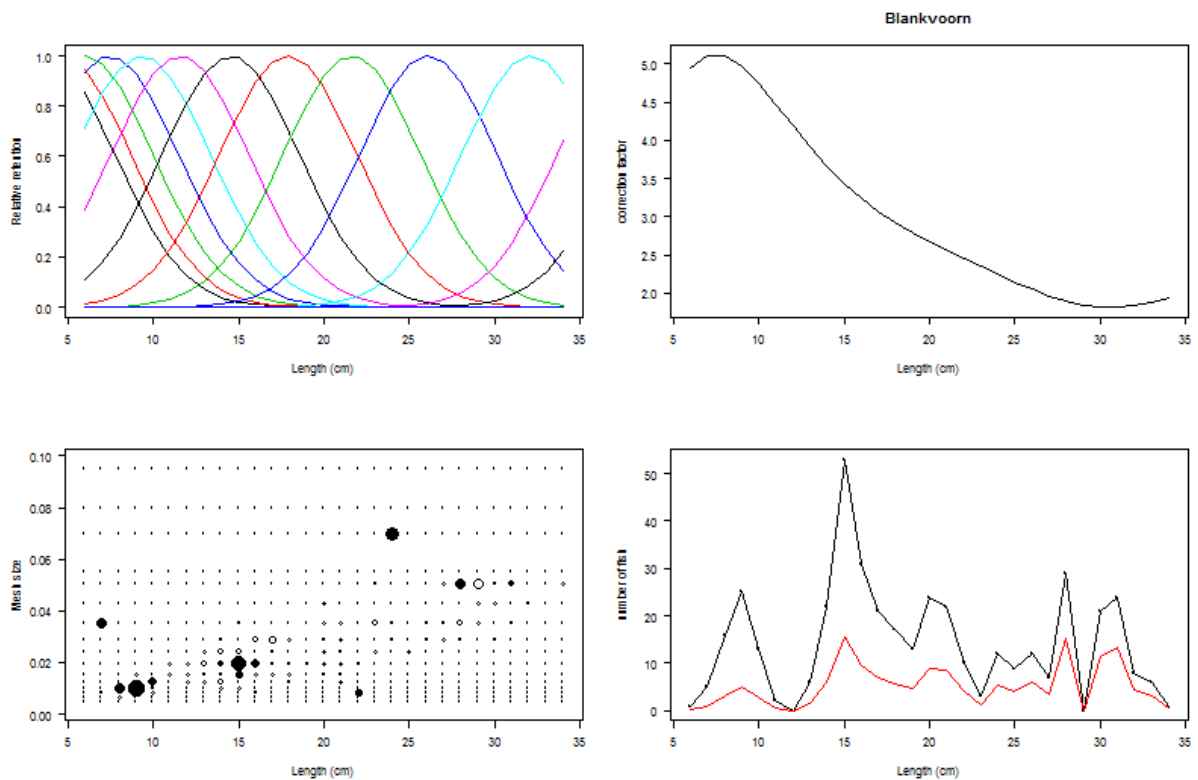 Blankvoorn
Relative retention
1.0
0.8
0.6
0.4
0.2
0.0
5 10 15 20 25 30 35
Length (cm)
correction factor
5.0
4.5
4.0
3.5
3.0
2.5
2.0
5 10 15 20 25 30 35
Length (cm)
Mesh size
0.10
0.08
0.06
0.04
0.02
0.00
5 10 15 20 25 30 35
Length (cm)
number of fish
50
40
30
20
10
0
5 10 15 20 25 30 35
Length (cm)